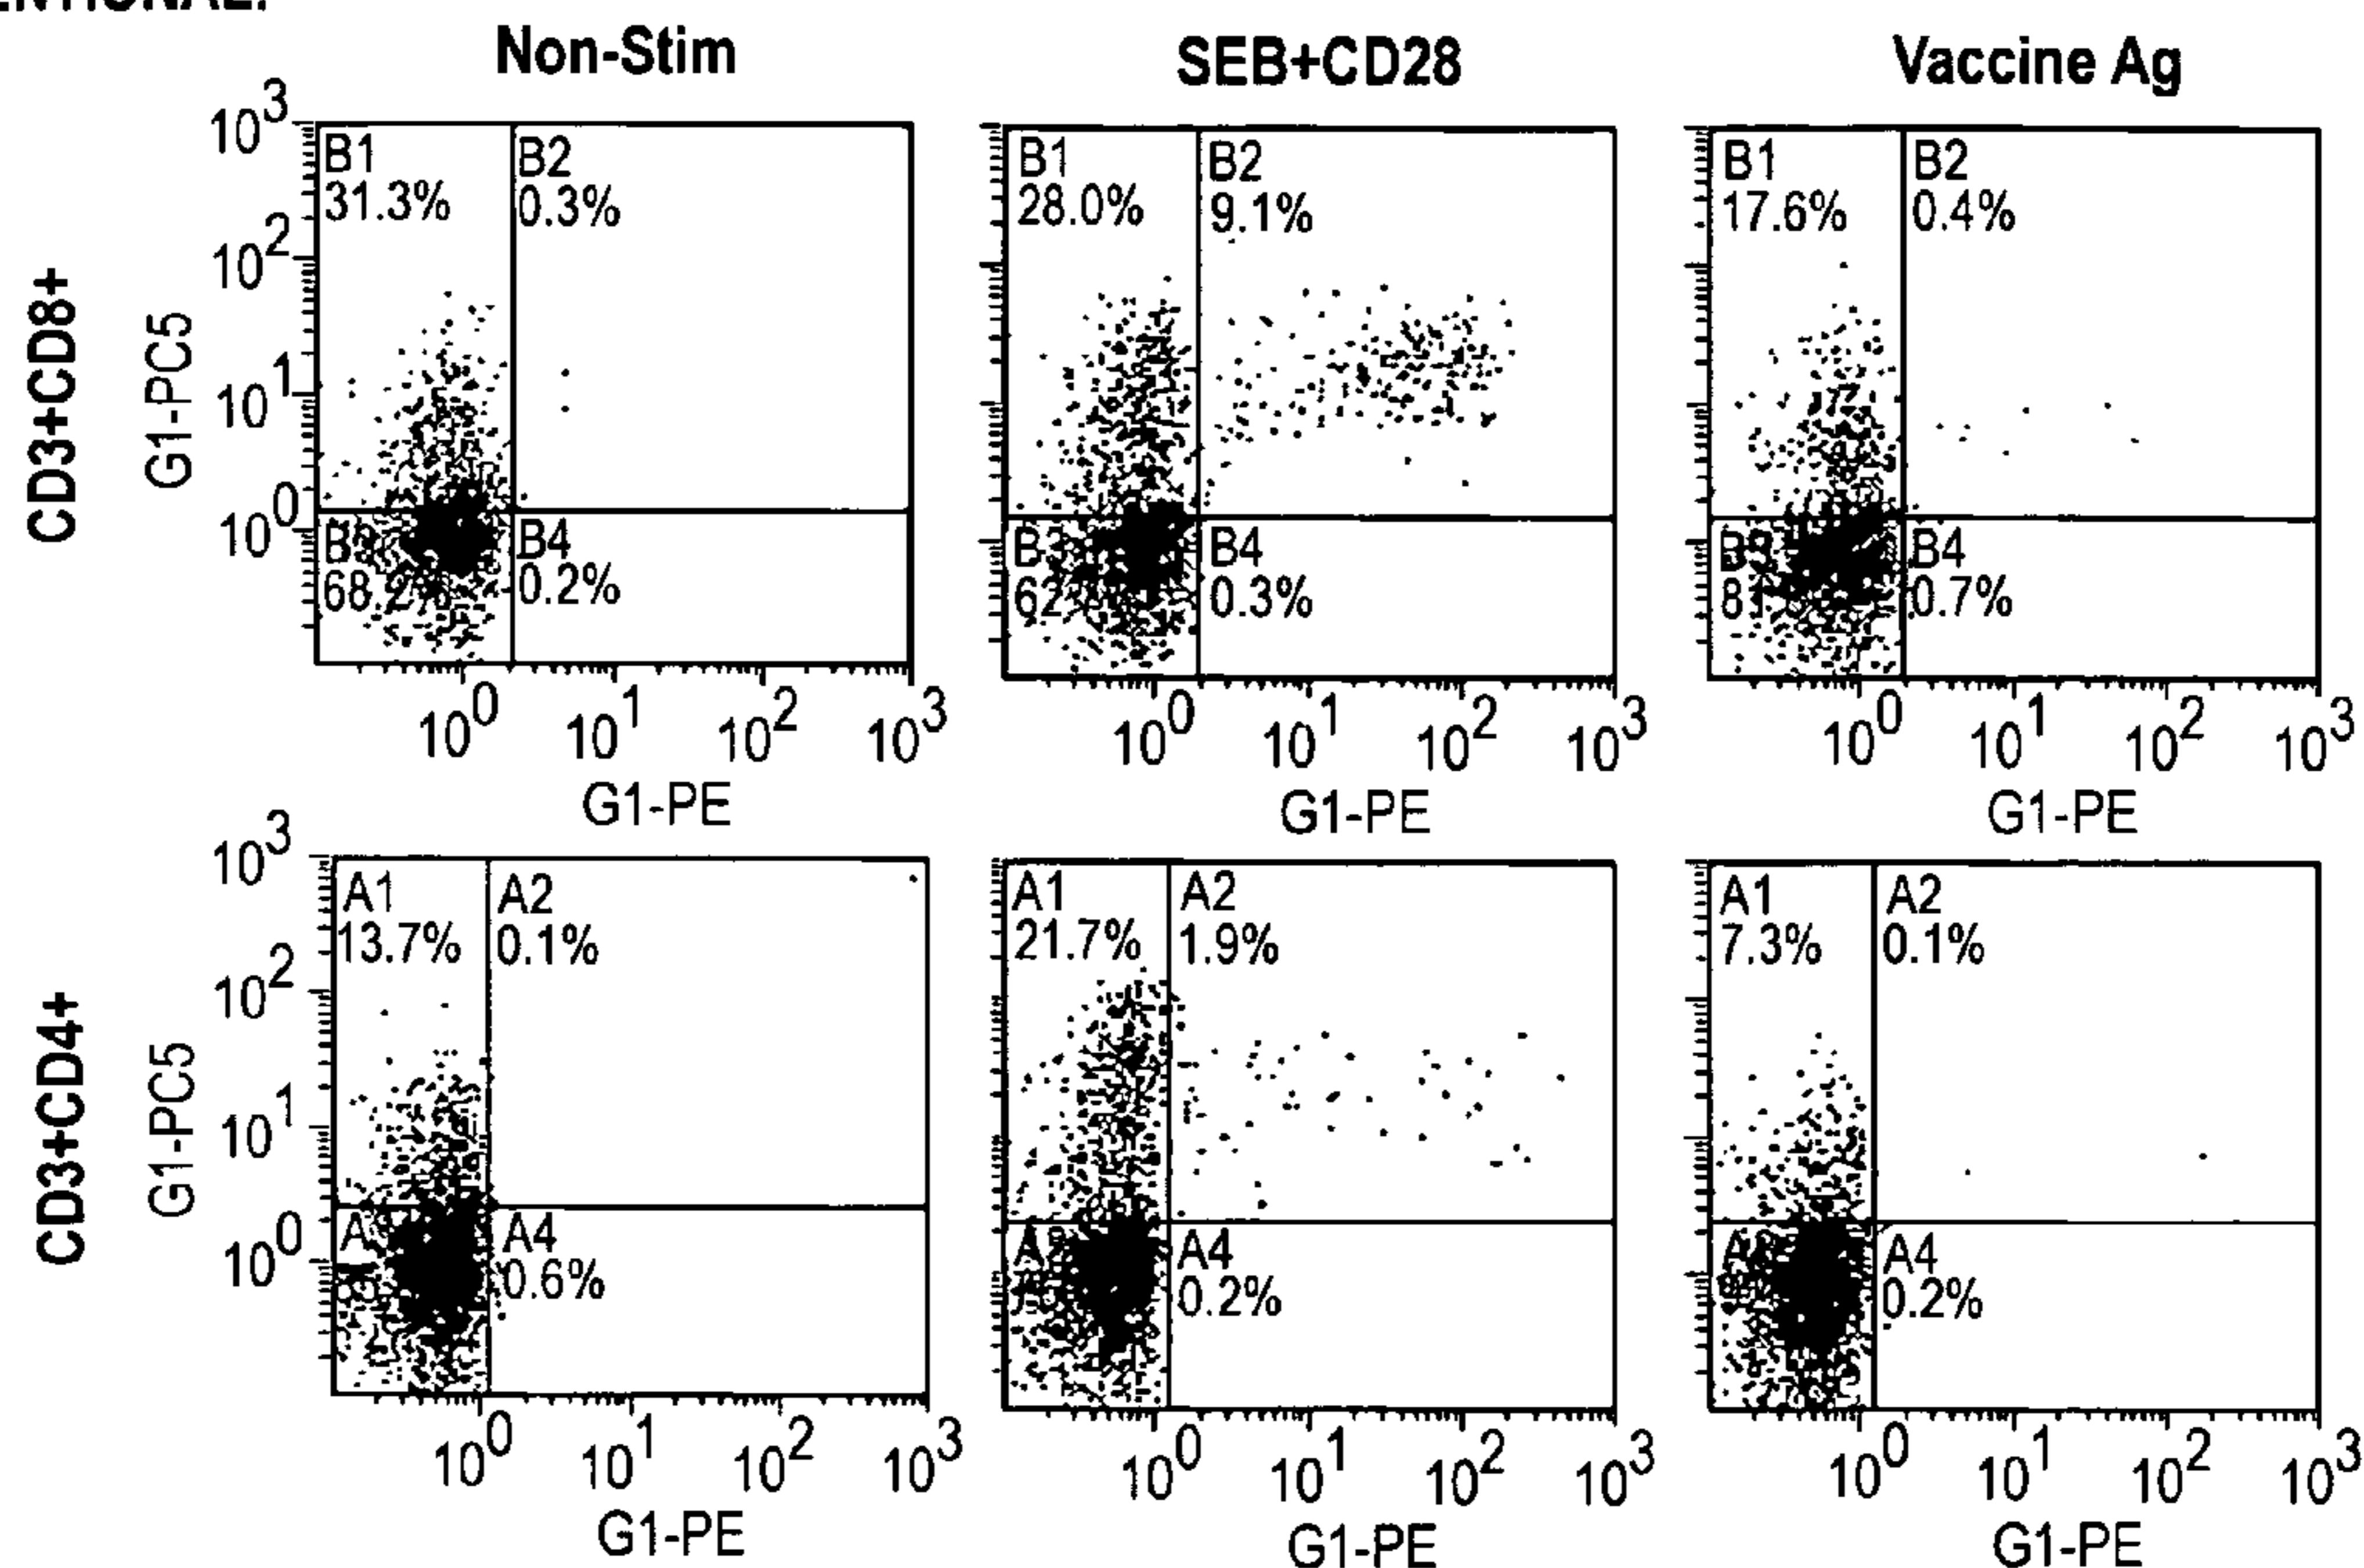 Non-Stim
SEB+CD28
Vaccine Ag
CD3+CD8+
G1-PC5
10^3
10^2
10^1
10^0
B1
31.3%
B2
0.3%
68.2%
B4
0.2%
10^0 10^1 10^2 10^3
G1-PE
B1
28.0%
B2
9.1%
B3
62
B4
0.3%
10^0 10^1 10^2 10^3
G1-PE
B1
17.6%
B2
0.4%
B3
81
B4
0.7%
10^0 10^1 10^2 10^3
G1-PE
CD3+CD4+
G1-PC5
10^3
10^2
10^1
10^0
A1
13.7%
A2
0.1%
A4
0.6%
10^0 10^1 10^2 10^3
G1-PE
A1
21.7%
A2
1.9%
A4
0.2%
10^0 10^1 10^2 10^3
G1-PE
A1
7.3%
A2
0.1%
A4
0.2%
10^0 10^1 10^2 10^3
G1-PE